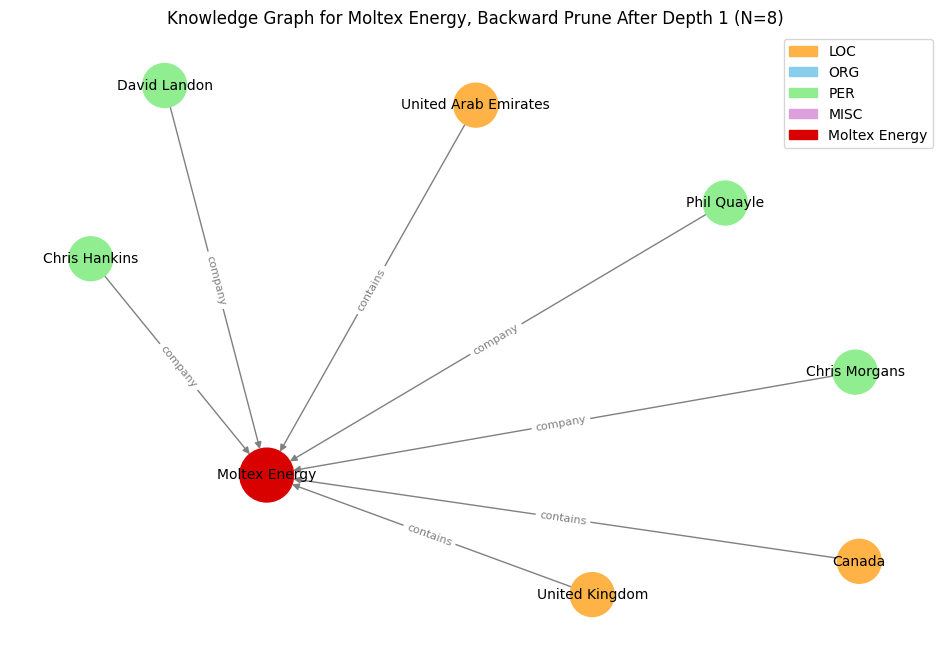 Knowledge Graph for Moltex Energy, Backward Prune After Depth 1 (N=8)
LOC
ORG
PER
MISC
Moltex Energy
David Landon
United Arab Emirates
Phil Quayle
Chris Hankins
company
contains
company
company
Chris Morgans
company
Moltex Energy
contains
contains
Canada
United Kingdom